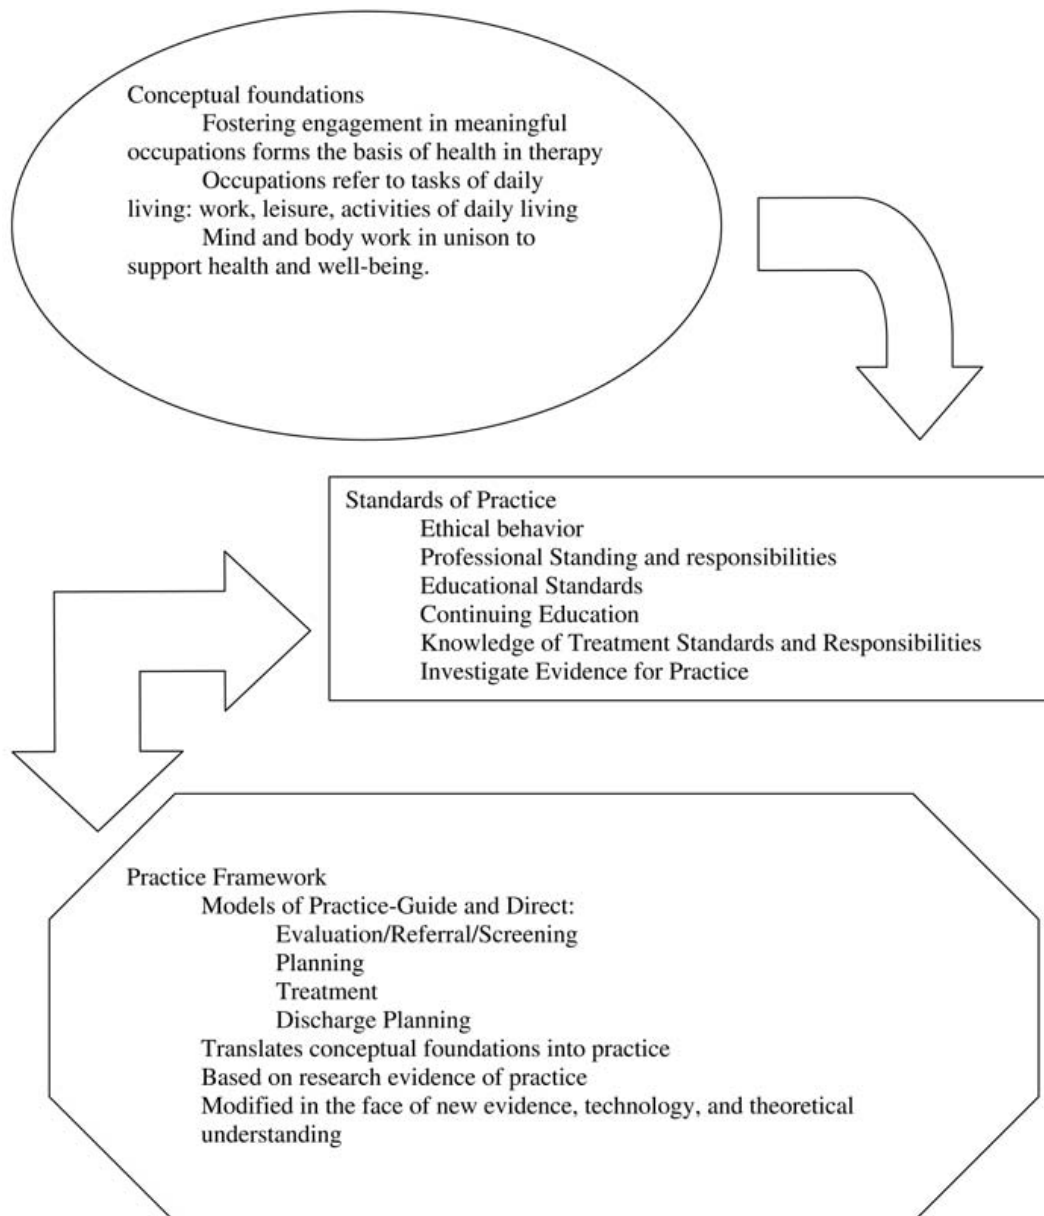 Conceptual foundations
Fostering engagement in meaningful
occupations forms the basis of health in therapy
Occupations refer to tasks of daily
living: work, leisure, activities of daily living
Mind and body work in unison to
support health and well-being.
Standards of Practice
Ethical behavior
Professional Standing and responsibilities
Educational Standards
Continuing Education
Knowledge of Treatment Standards and Responsibilities
Investigate Evidence for Practice
Practice Framework
Models of Practice-Guide and Direct:
Evaluation/Referral/Screening
Planning
Treatment
Discharge Planning
Translates conceptual foundations into practice
Based on research evidence of practice
Modified in the face of new evidence, technology, and theoretical
understanding